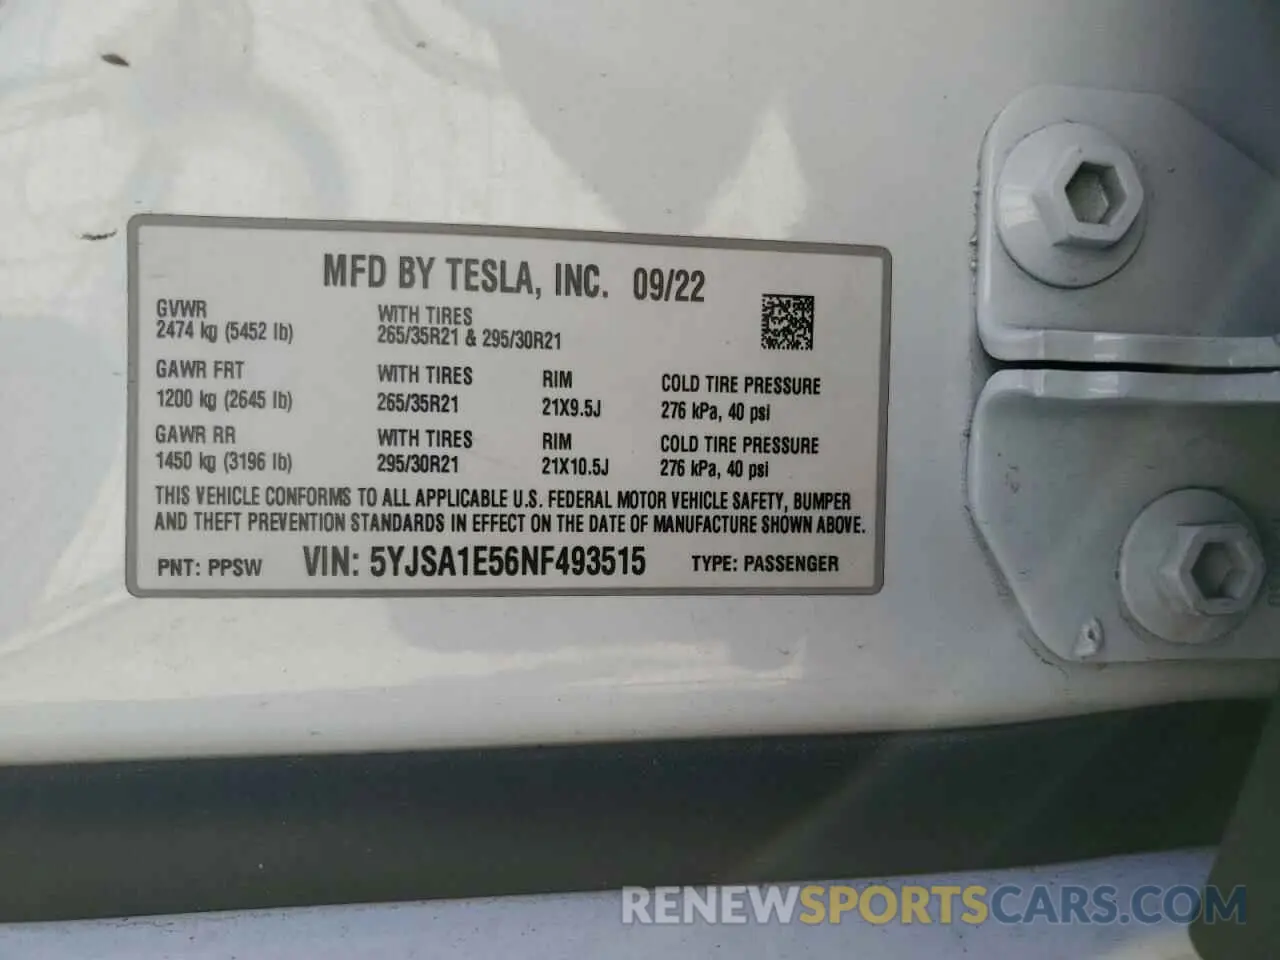 MFD BY TESLA, INC. 09/22
GVWR
2474 kg (5452 lb)
WITH TIRES
265/35R21 & 295/30R21
GAWR FRT
1200 kg (2645 lb)
WITH TIRES
265/35R21
RIM
21X9.5J
COLD TIRE PRESSURE
276 kPa, 40 psi
GAWR RR
1450 kg (3196 lb)
WITH TIRES
295/30R21
RIM
21X10.5J
COLD TIRE PRESSURE
276 kPa, 40 psi
THIS VEHICLE CONFORMS TO ALL APPLICABLE U.S. FEDERAL MOTOR VEHICLE SAFETY, BUMPER
AND THEFT PREVENTION STANDARDS IN EFFECT ON THE DATE OF MANUFACTURE SHOWN ABOVE.
PNT: PPSW VIN: 5YJSA1E56NF493515 TYPE: PASSENGER
RENEWSPORTSCARS.COM